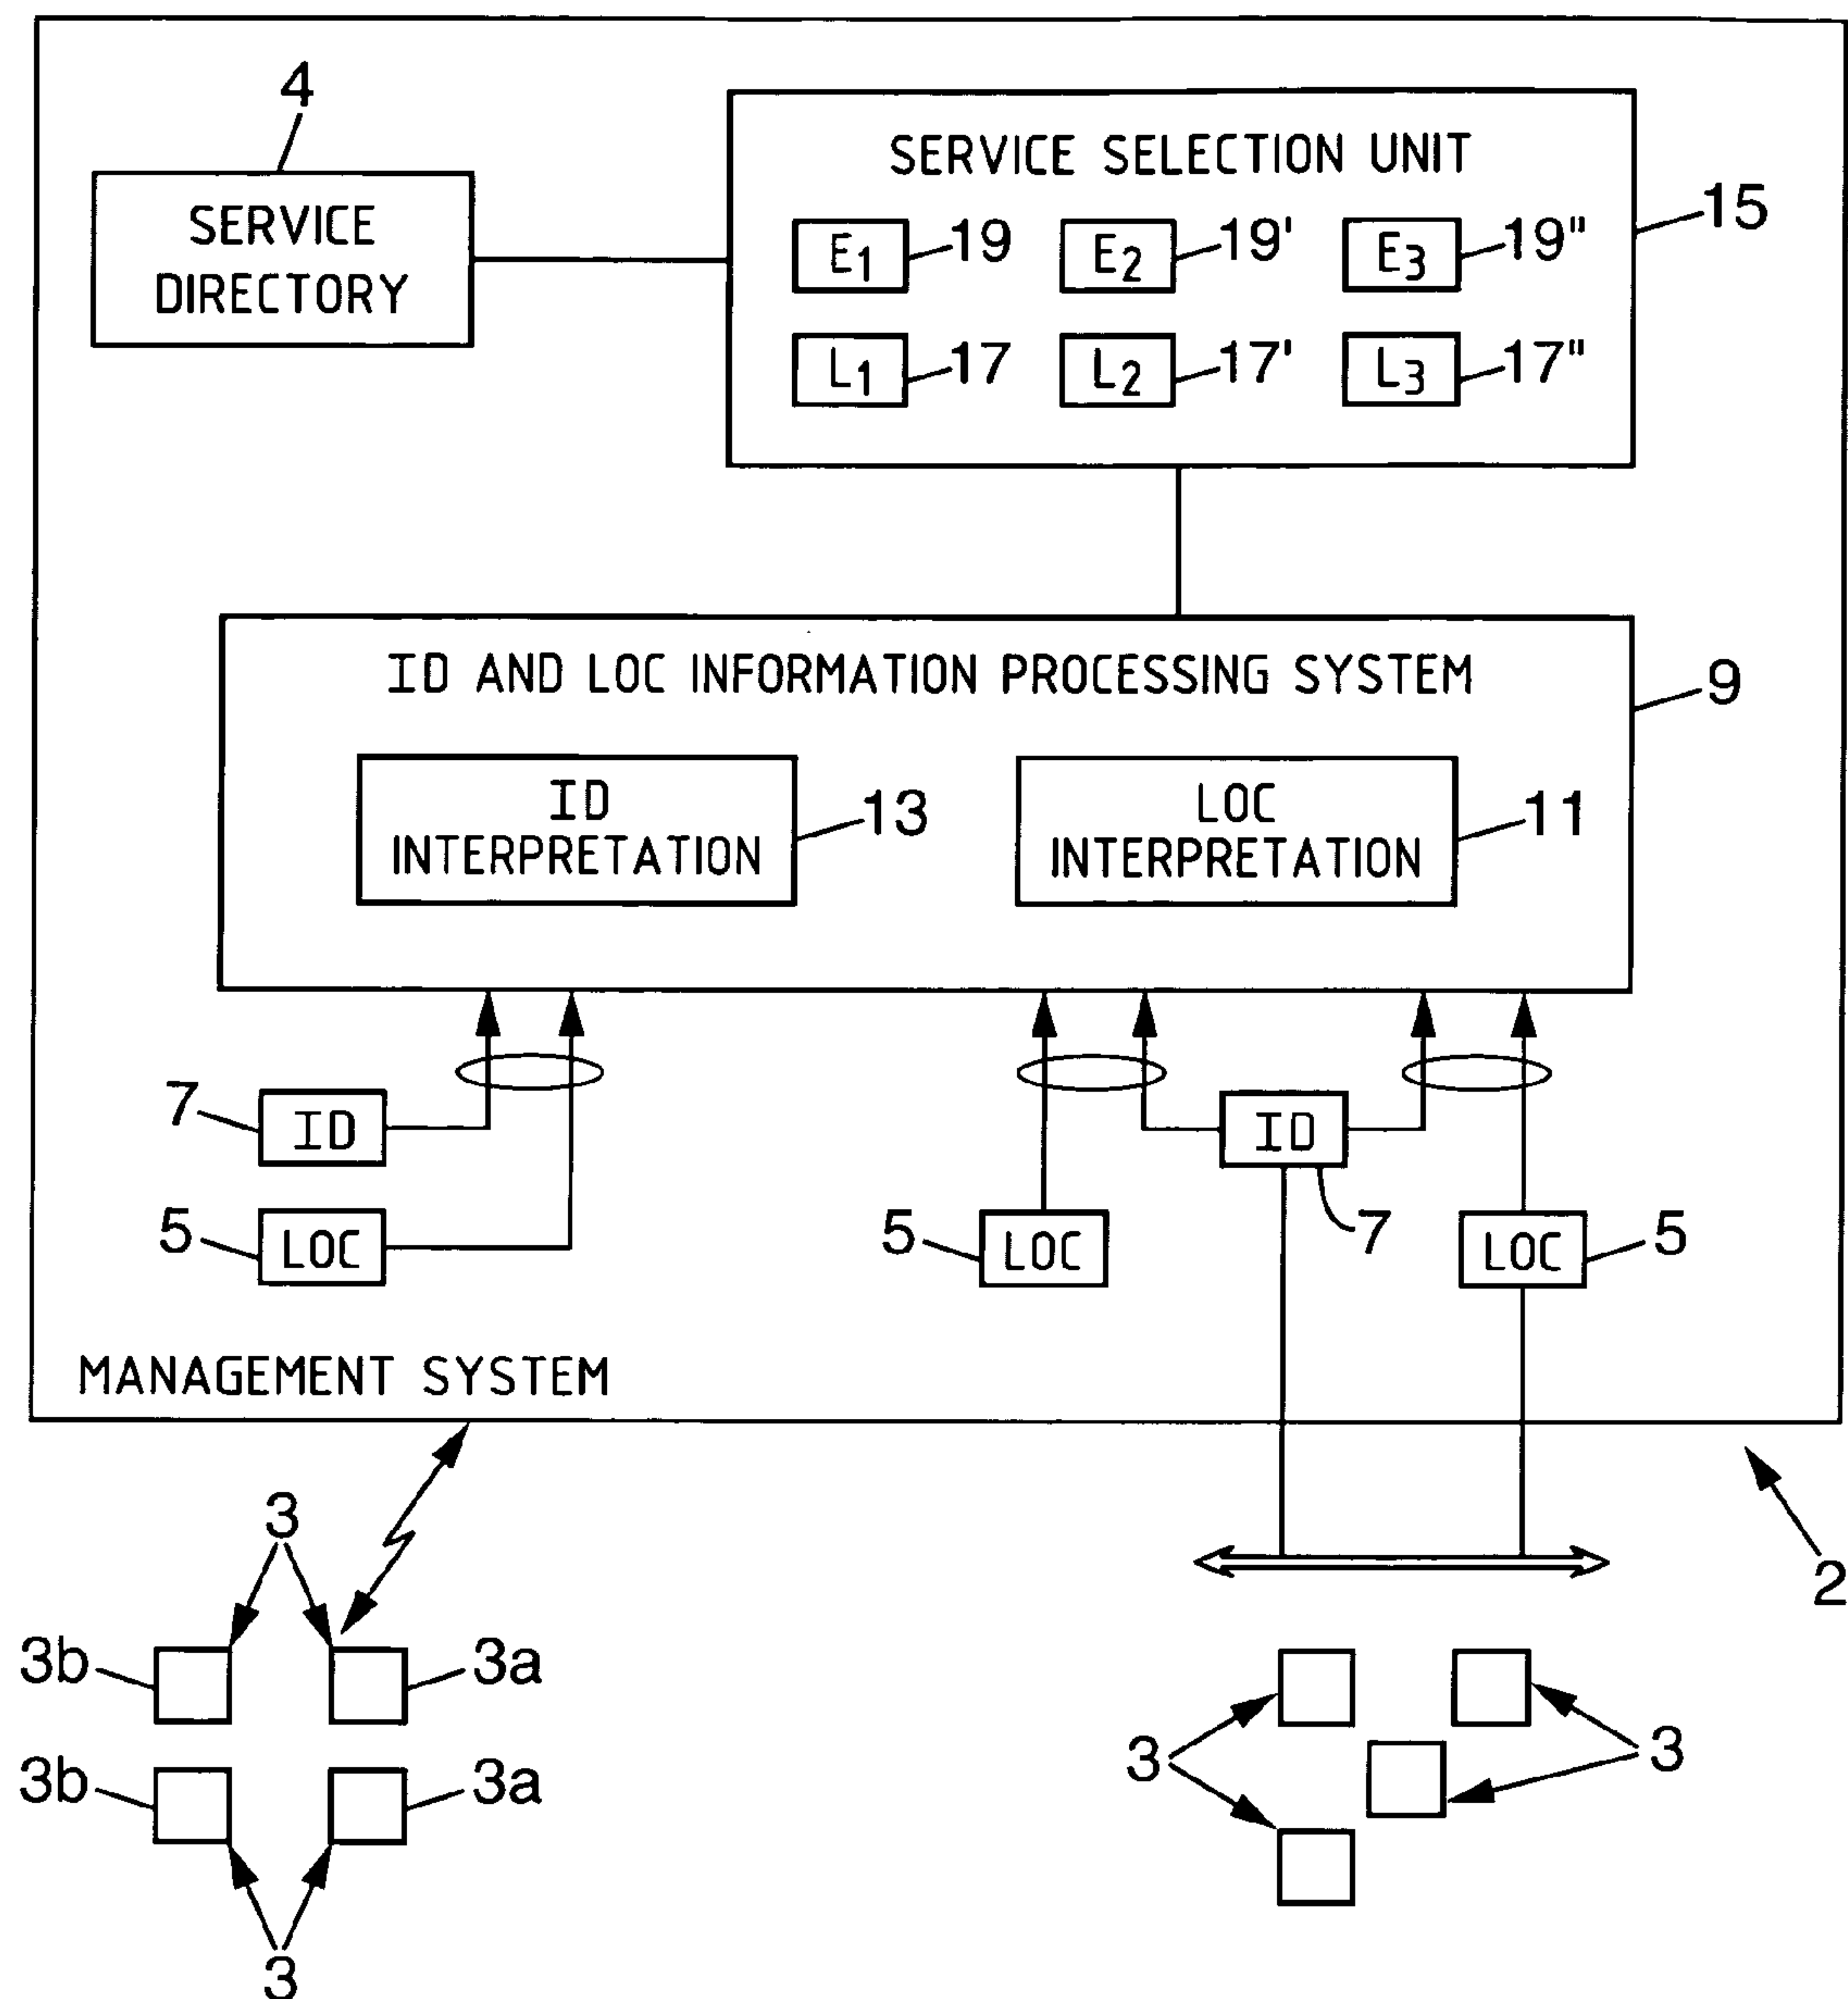 4
SERVICE
DIRECTORY
SERVICE SELECTION UNIT
15
E1 19 E2 19' E3 19"
L1 17 L2 17' L3 17"
ID AND LOC INFORMATION PROCESSING SYSTEM
9
ID
INTERPRETATION
13
LOC
INTERPRETATION
11
7 ID
5 LOC
ID
7
5 LOC
LOC 5
MANAGEMENT SYSTEM
2
3
3b 3a
3b 3a
3
3 3